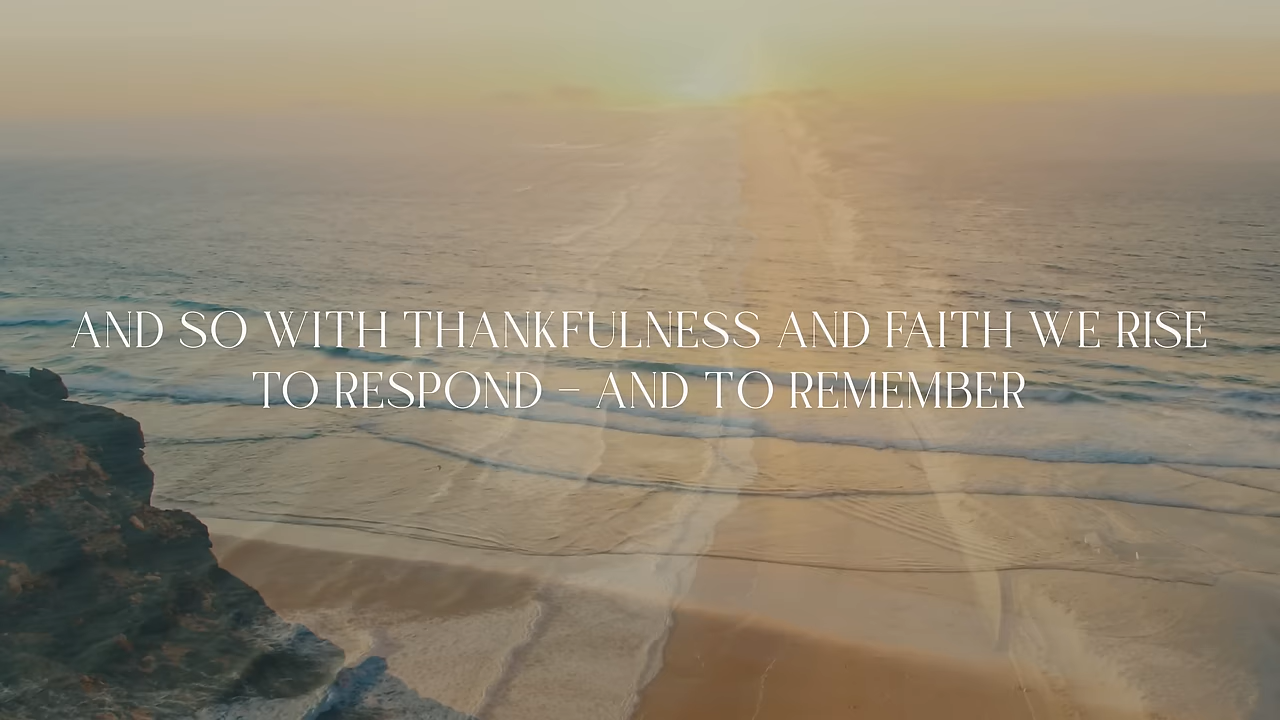 AND SO WITH THANKFULNESS AND FAITH WE RISE
TO RESPOND – AND TO REMEMBER